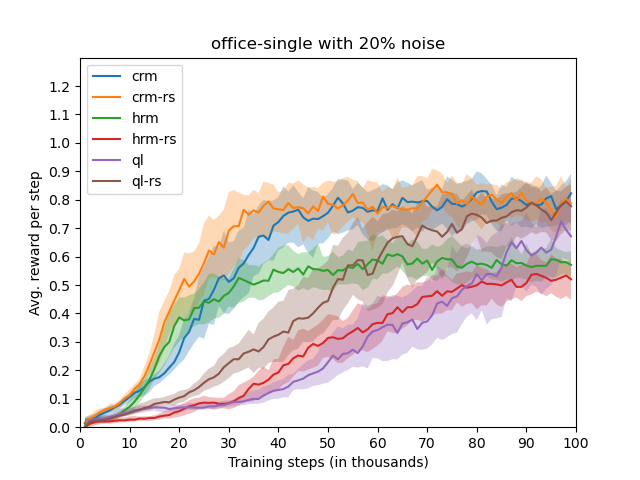 office-single with 20% noise
crm
crm-rs
hrm
hrm-rs
ql
ql-rs
Avg. reward per step
1.2
1.1
1.0
0.9
0.8
0.7
0.6
0.5
0.4
0.3
0.2
0.1
0.0
0 10 20 30 40 50 60 70 80 90 100
Training steps (in thousands)